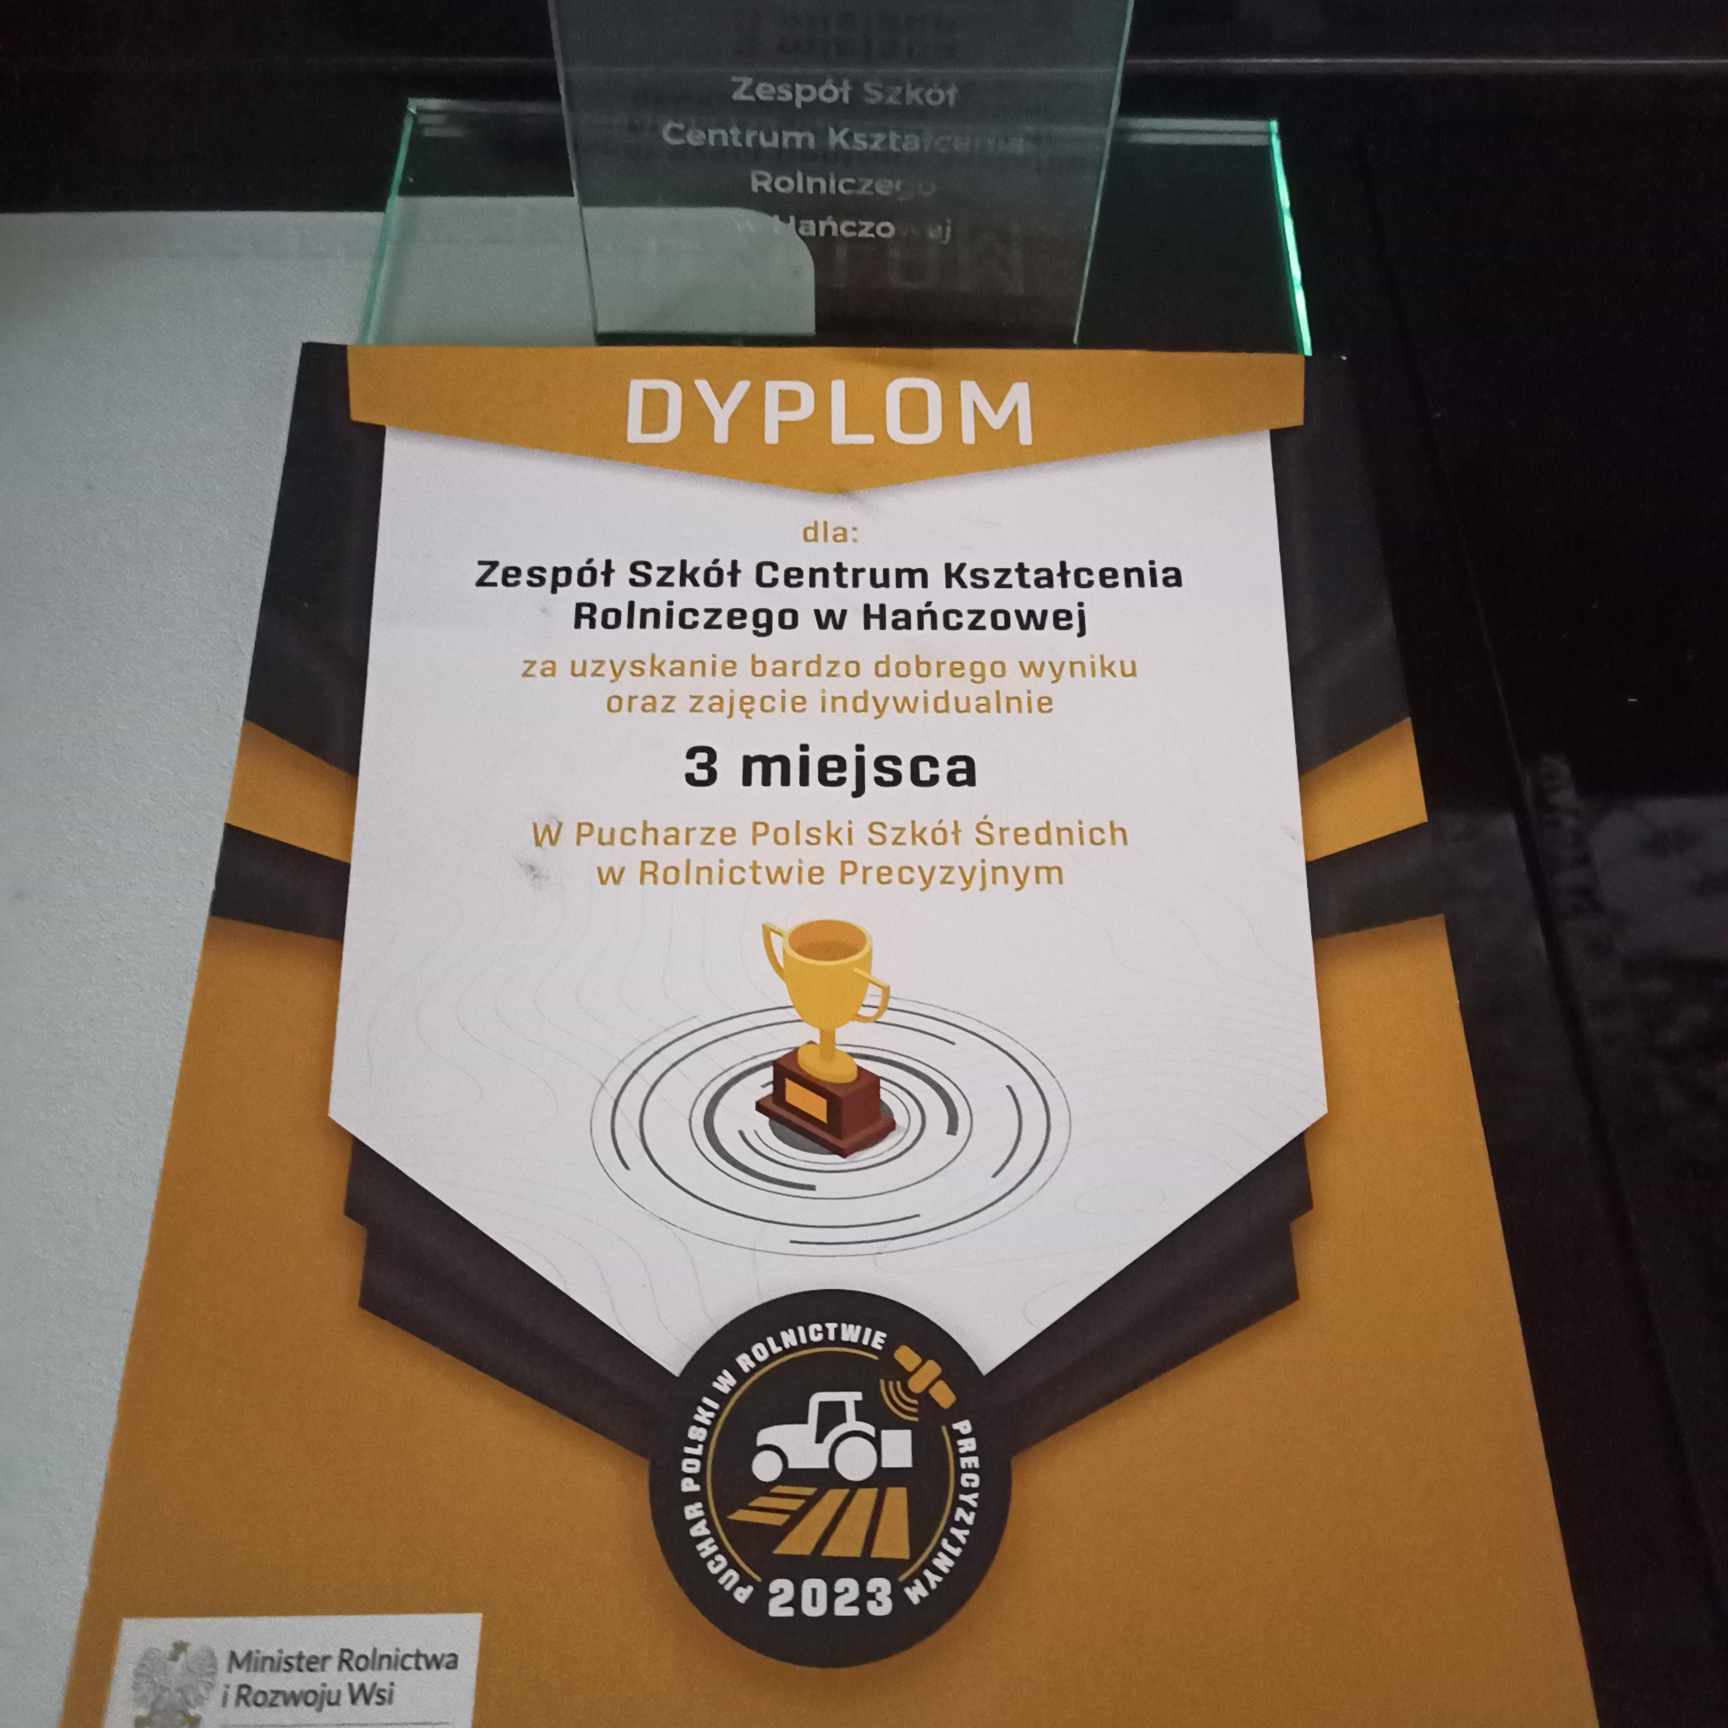 Zespół Szkół
Centrum Kształcenia
Rolniczego
w Hańczowej
DYPLOM
dla:
Zespół Szkół Centrum Kształcenia
Rolniczego w Hańczowej
za uzyskanie bardzo dobrego wyniku
oraz zajęcie indywidualnie
3 miejsca
W Pucharze Polski Szkół Średnich
w Rolnictwie Precyzyjnym
PUCHAR POLSKI W ROLNICTWIE PRECYZYJNYM
2023
Minister Rolnictwa
i Rozwoju Wsi